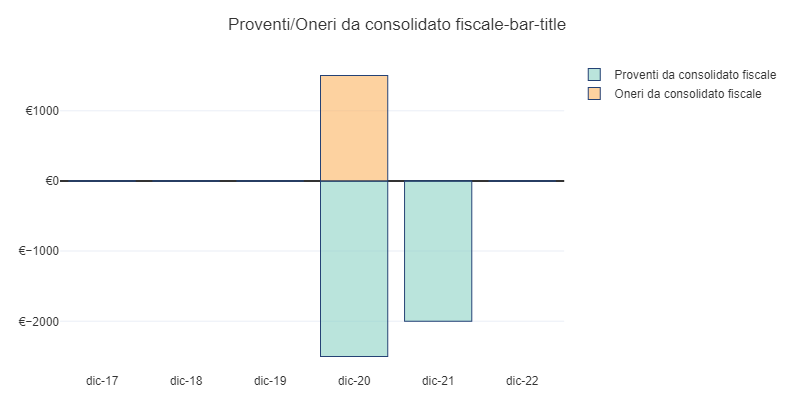 Proventi/Oneri da consolidato fiscale-bar-title
Proventi da consolidato fiscale
Oneri da consolidato fiscale
€1000
€0
€−1000
€−2000
dic-17 dic-18 dic-19 dic-20 dic-21 dic-22